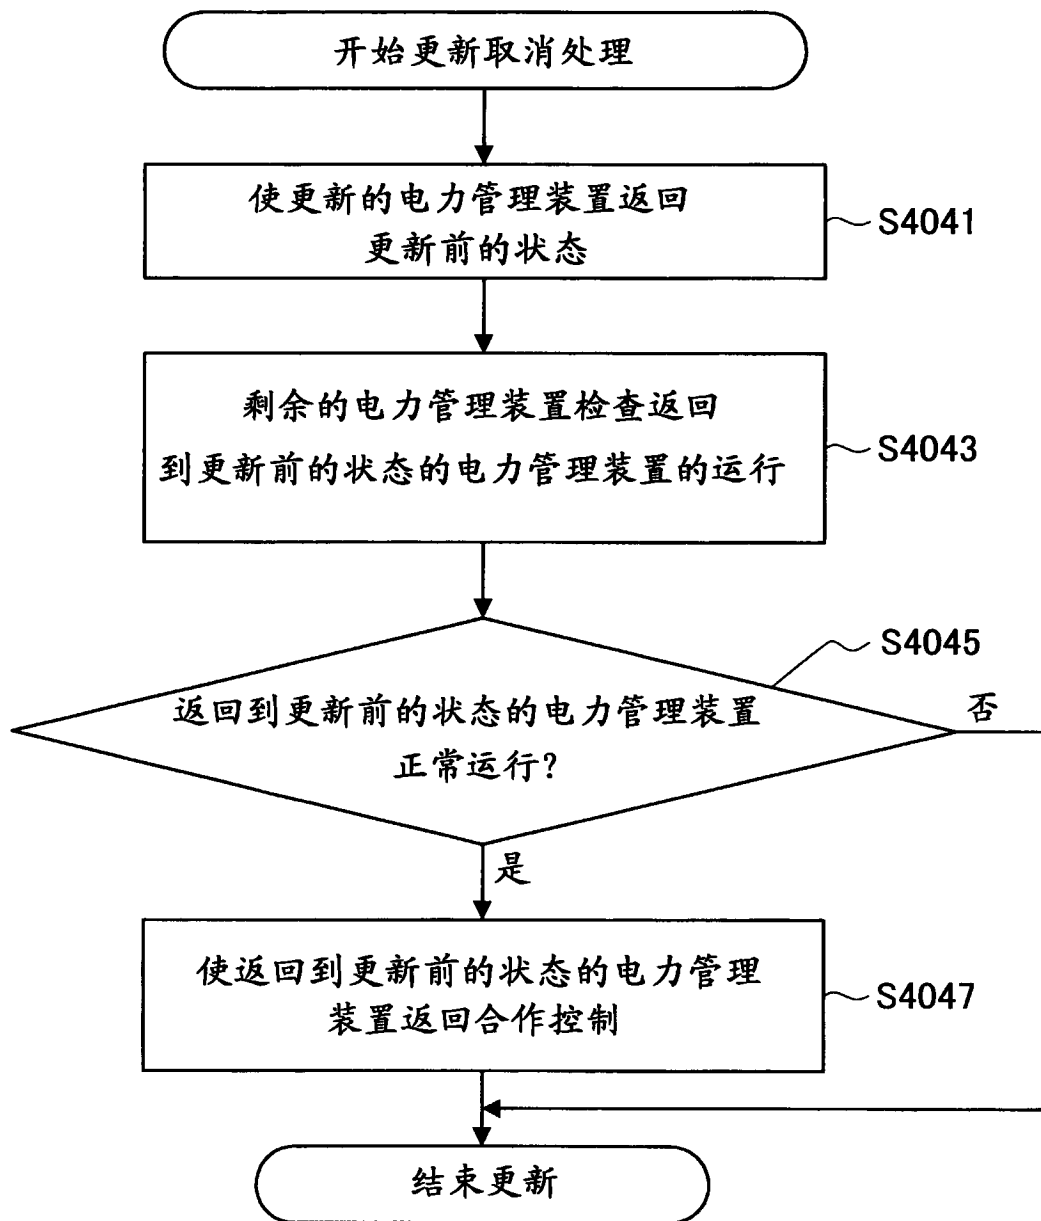 开始更新取消处理
使更新的电力管理装置返回
更新前的状态
S4041
剩余的电力管理装置检查返回
到更新前的状态的电力管理装置的运行
S4043
S4045
返回到更新前的状态的电力管理装置
正常运行?
否
是
使返回到更新前的状态的电力管理
装置返回合作控制
S4047
结束更新